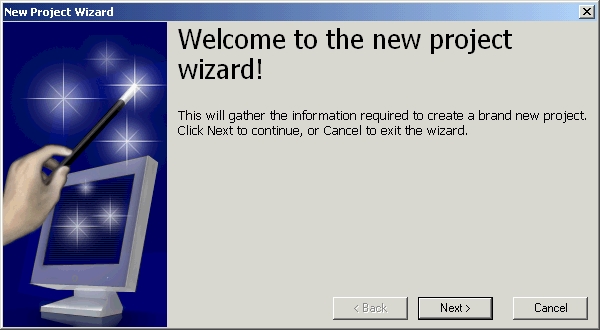 New Project Wizard
Welcome to the new project
wizard!
This will gather the information required to create a brand new project.
Click Next to continue, or Cancel to exit the wizard.
< Back
Next >
Cancel